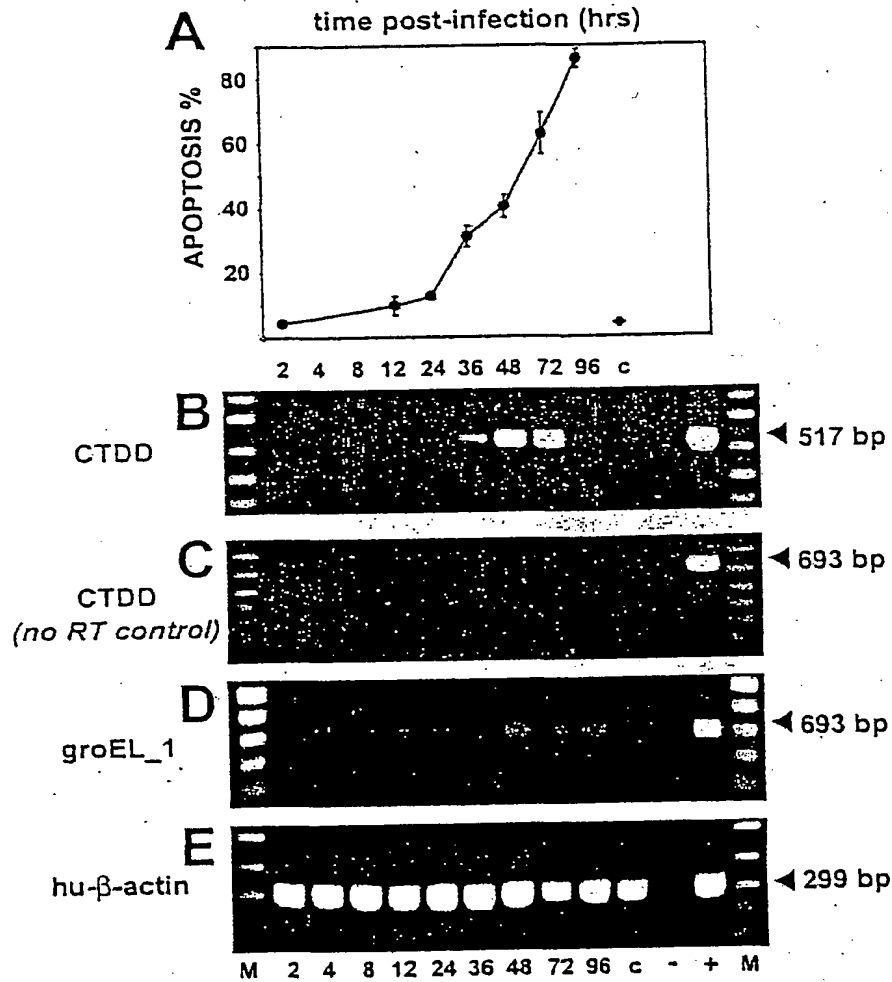 A
time post-infection (hrs)
APOPTOSIS %
80
60
40
20
2 4 8 12 24 36 48 72 96 c
B
CTDD
517 bp
C
CTDD
(no RT control)
693 bp
D
groEL_1
693 bp
E
hu-β-actin
299 bp
M 2 4 8 12 24 36 48 72 96 c - + M